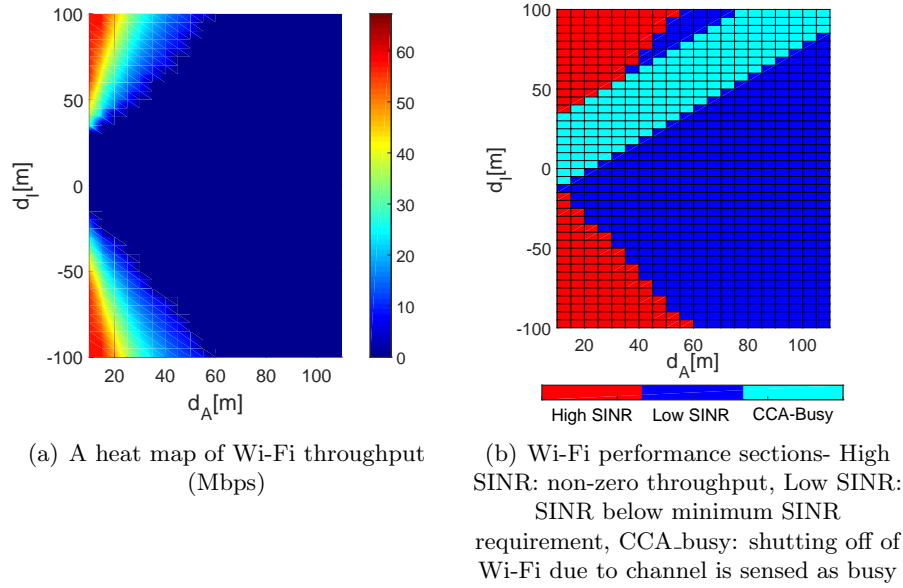 100
50
0
-50
-100
d_I[m]
20 40 60 80 100
d_A[m]
60
50
40
30
20
10
0
100
50
0
-50
-100
d_I[m]
20 40 60 80 100
d_A[m]
High SINR Low SINR CCA-Busy
(a) A heat map of Wi-Fi throughput
(Mbps)
(b) Wi-Fi performance sections- High
SINR: non-zero throughput, Low SINR:
SINR below minimum SINR
requirement, CCA_busy: shutting off of
Wi-Fi due to channel is sensed as busy